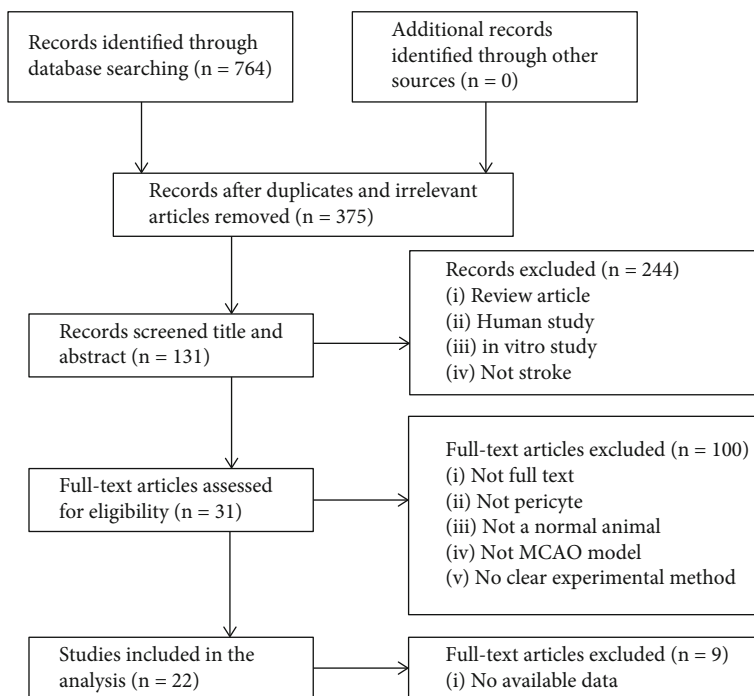 Records identified through
database searching (n = 764)
Additional records
identified through other
sources (n = 0)
Records after duplicates and irrelevant
articles removed (n = 375)
Records excluded (n = 244)
(i) Review article
(ii) Human study
(iii) in vitro study
(iv) Not stroke
Records screened title and
abstract (n = 131)
Full-text articles excluded (n = 100)
(i) Not full text
(ii) Not pericyte
(iii) Not a normal animal
(iv) Not MCAO model
(v) No clear experimental method
Full-text articles assessed
for eligibility (n = 31)
Studies included in the
analysis (n = 22)
Full-text articles excluded (n = 9)
(i) No available data